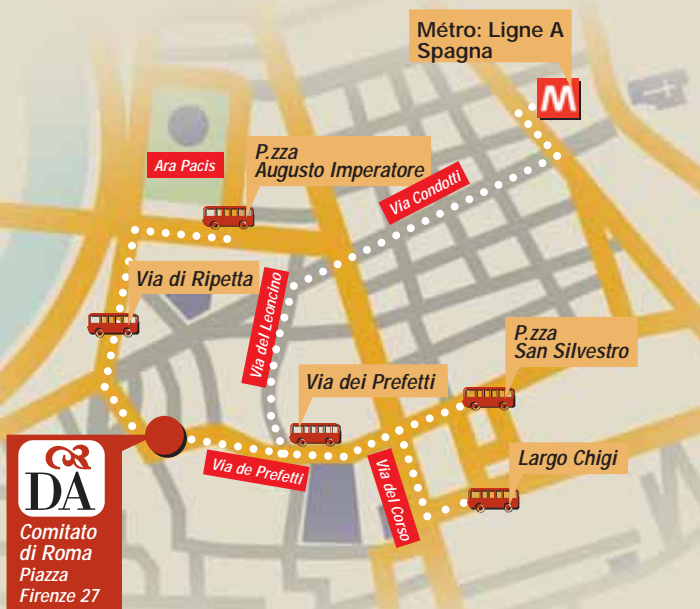 Métro: Ligne A
Spagna
M
Ara Pacis
P.zza
Augusto Imperatore
Via Condotti
Via di Ripetta
Via del Leoncino
P.zza
San Silvestro
Via dei Prefetti
Via de Prefetti
Via del Corso
Largo Chigi
DA
Comitato
di Roma
Piazza
Firenze 27